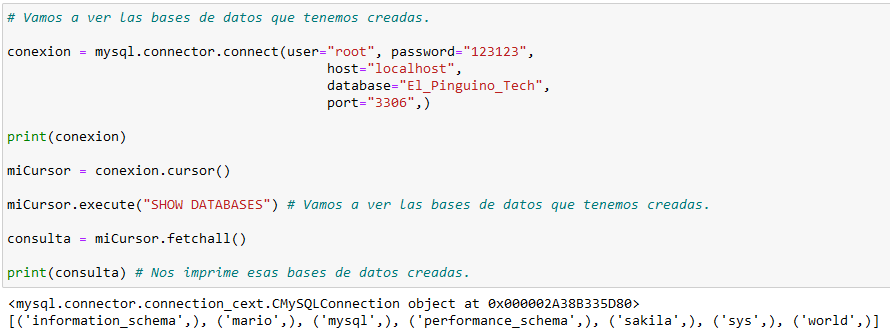 # Vamos a ver las bases de datos que tenemos creadas.
conexion = mysql.connector.connect(user="root", password="123123",
host="localhost",
database="El_Pinguino_Tech",
port="3306",)
print(conexion)
miCursor = conexion.cursor()
miCursor.execute("SHOW DATABASES") # Vamos a ver las bases de datos que tenemos creadas.
consulta = miCursor.fetchall()
print(consulta) # Nos imprime esas bases de datos creadas.
<mysql.connector.connection_cext.CMySQLConnection object at 0x000002A38B335D80>
[('information_schema',), ('mario',), ('mysql',), ('performance_schema',), ('sakila',), ('sys',), ('world',)]